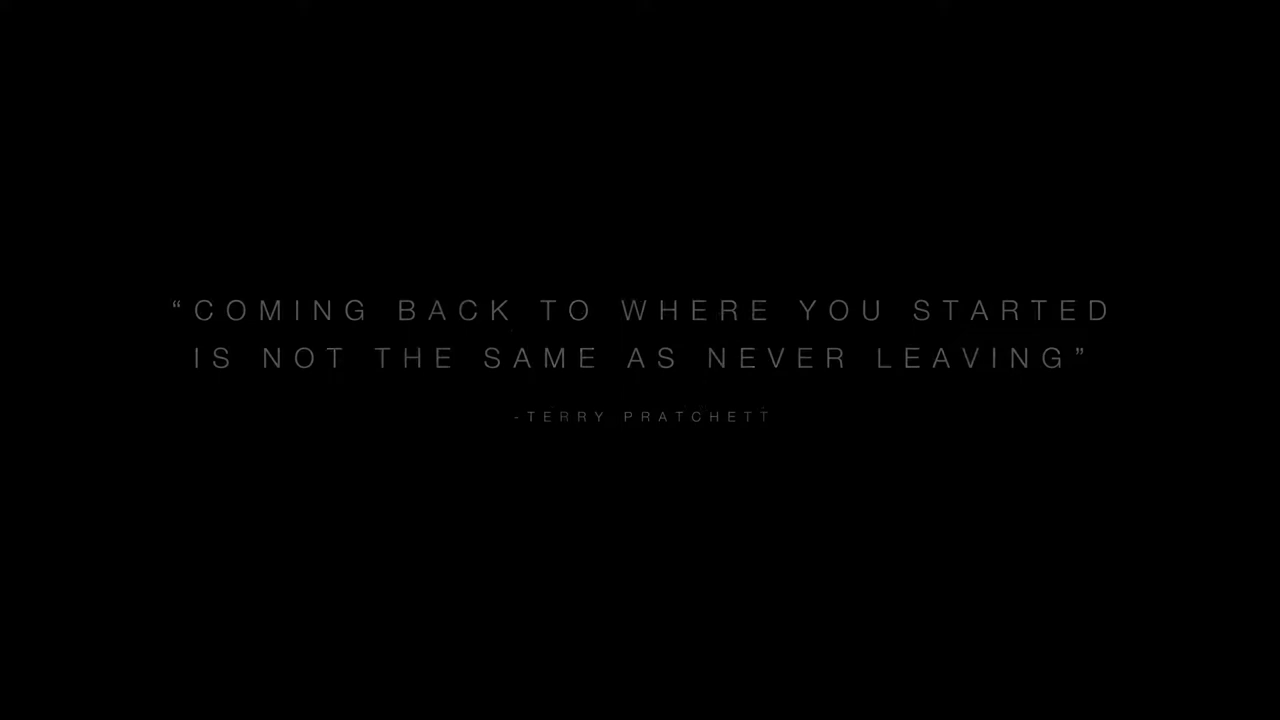 “COMING BACK TO WHERE YOU STARTED
IS NOT THE SAME AS NEVER LEAVING”
-TERRY PRATCHETT